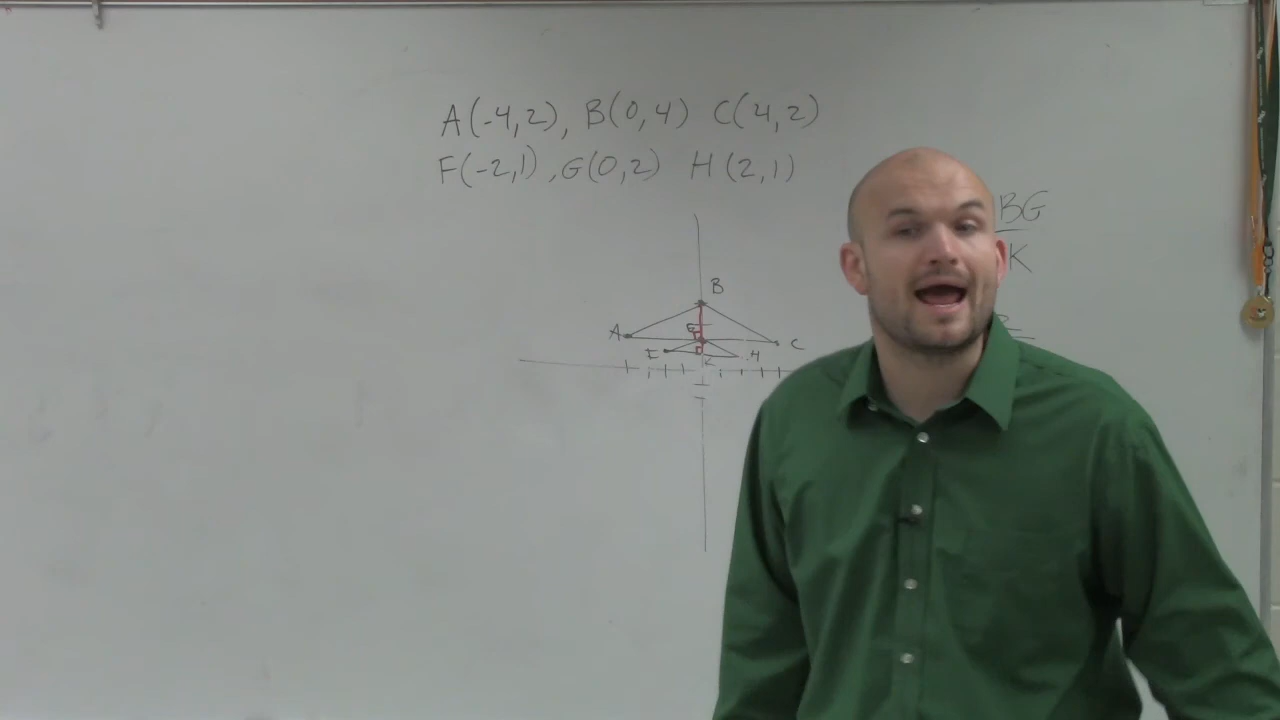 A(-4,2), B(0,4) C(4,2)
F(-2,1), G(0,2) H(2,1)
BG
K
B
A
C
F
H